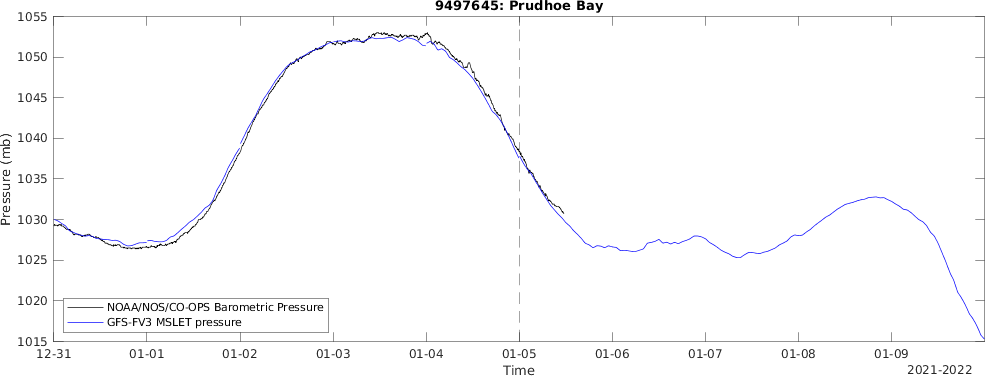 9497645: Prudhoe Bay
1055
1050
1045
1040
1035
1030
1025
1020
1015
Pressure (mb)
NOAA/NOS/CO-OPS Barometric Pressure
GFS-FV3 MSLET pressure
12-31 01-01 01-02 01-03 01-04 01-05 01-06 01-07 01-08 01-09
Time
2021-2022